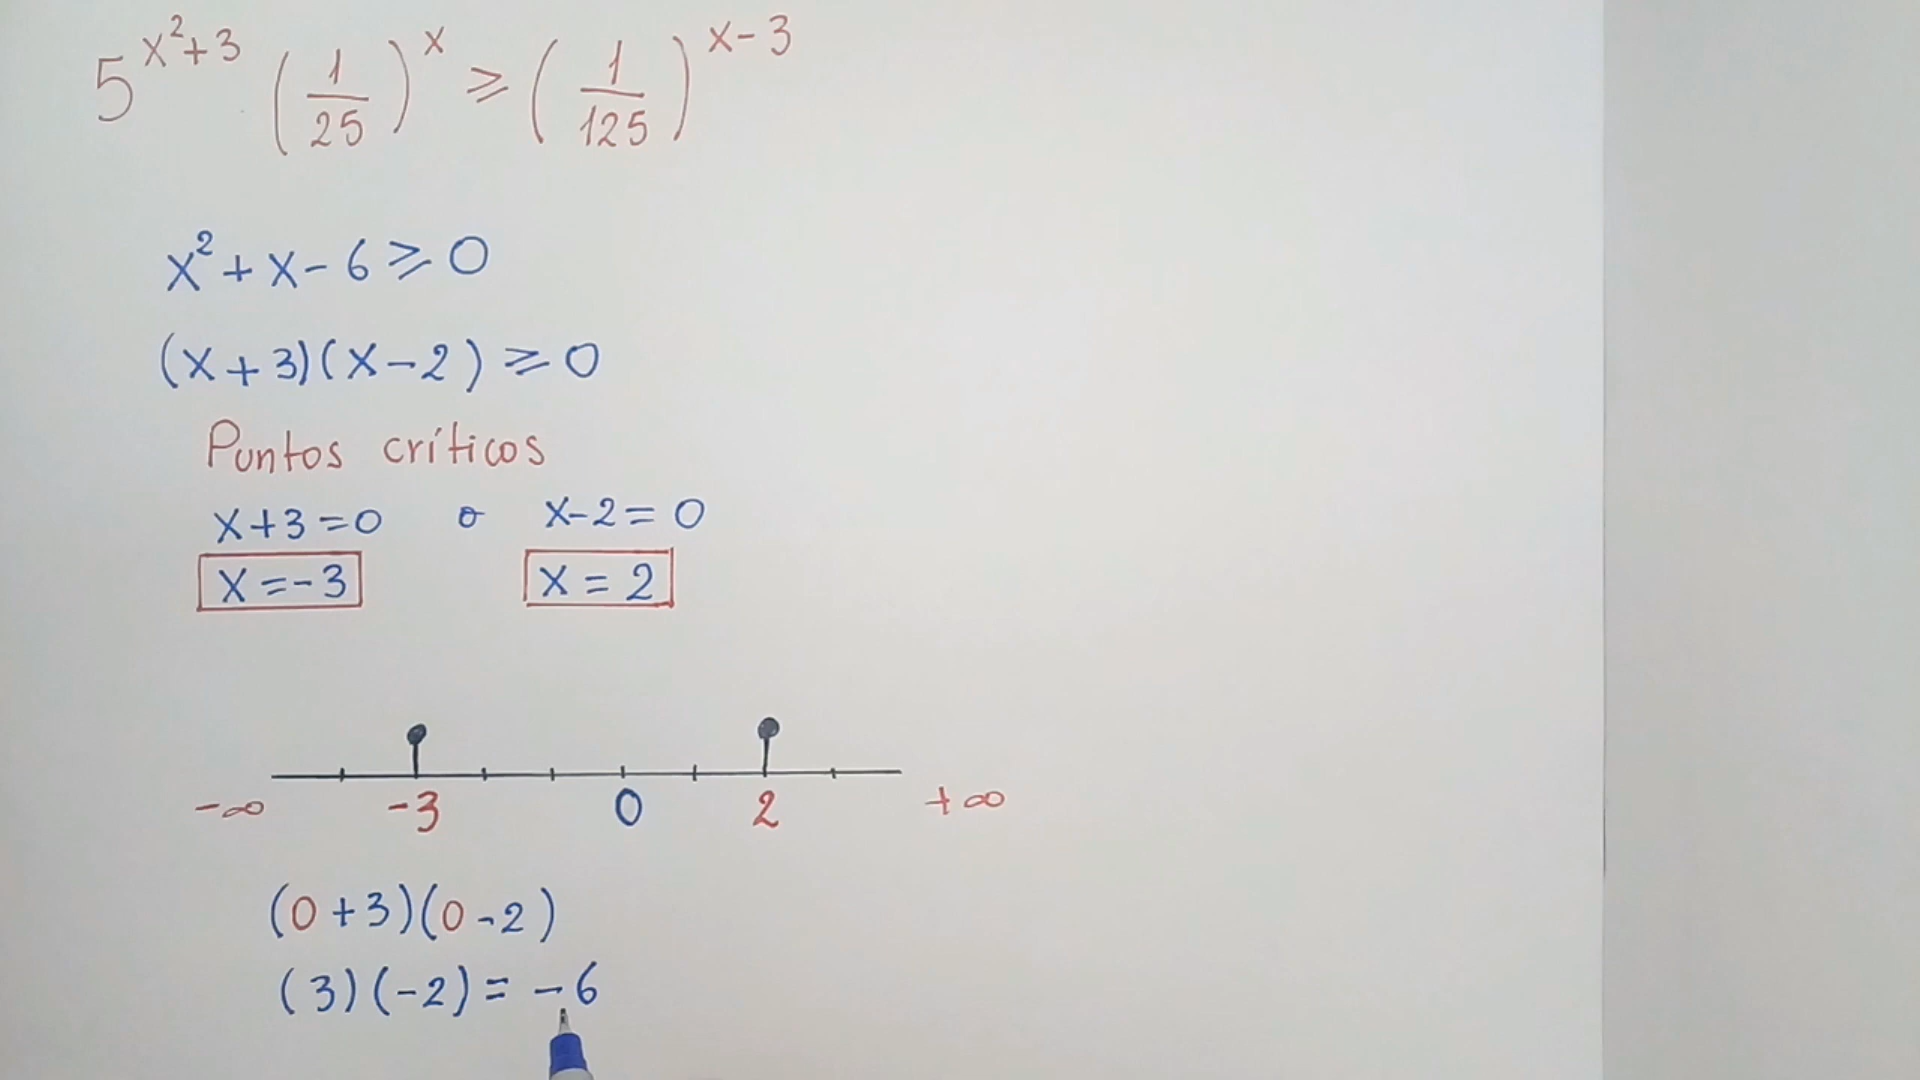 5^{x²+3} (1/25)^x ⩾ (1/125)^{x-3}
x² + x - 6 ⩾ 0
(x + 3)(x - 2) ⩾ 0
Puntos críticos
x + 3 = 0 o x - 2 = 0
x = -3 x = 2
-∞ -3 0 2 +∞
(0 + 3)(0 - 2)
(3)(-2) = -6